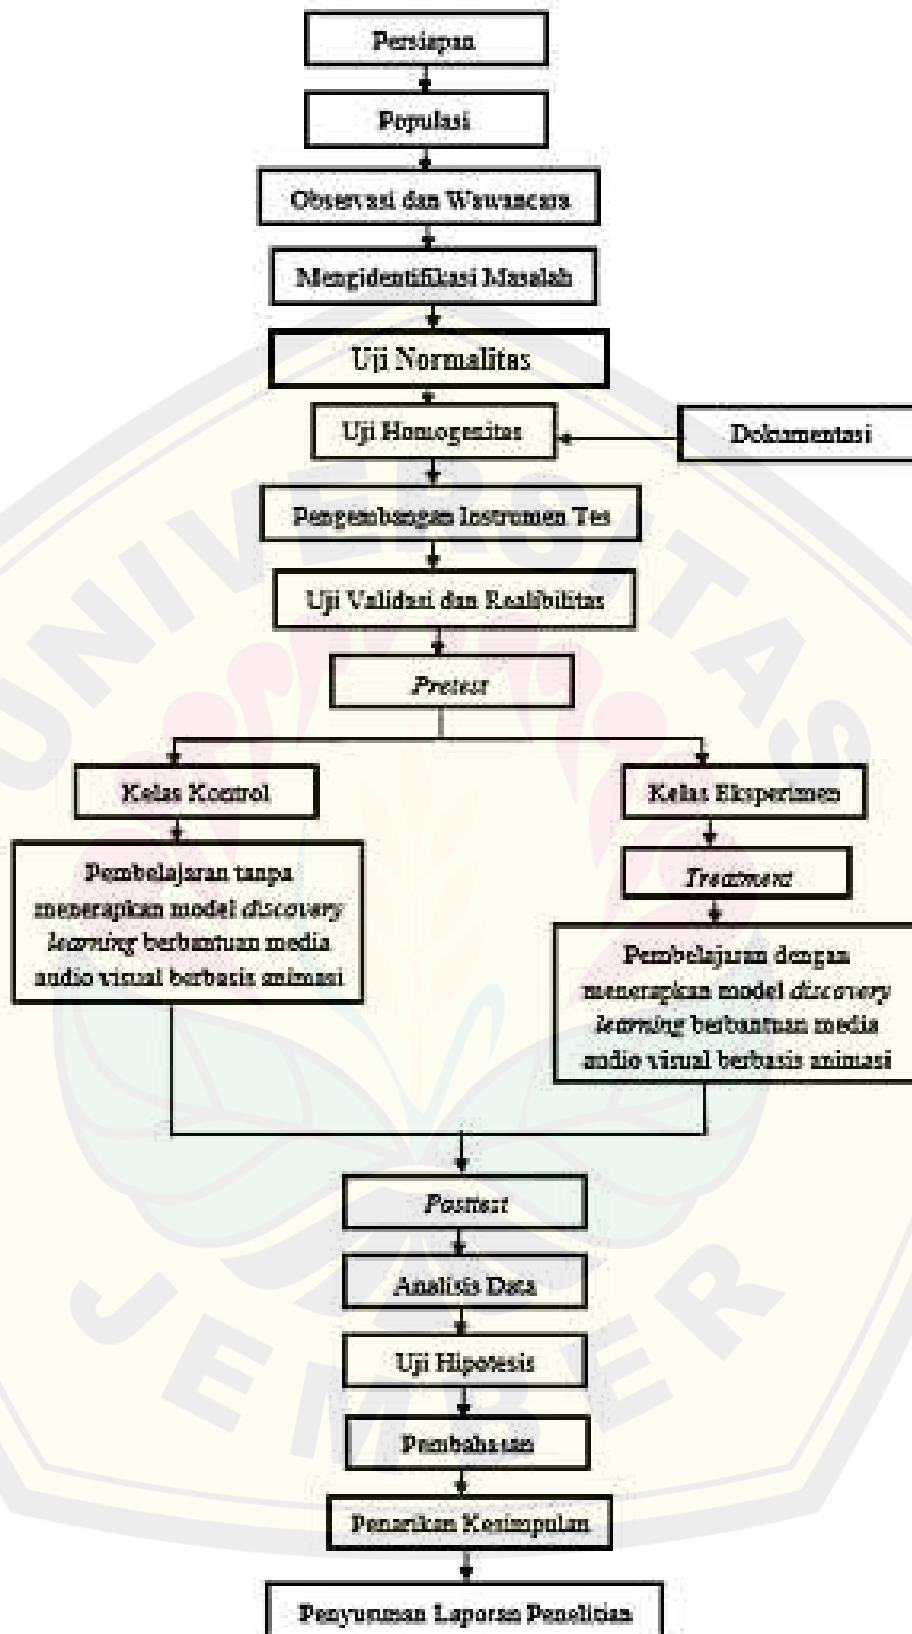 Persiapan
Populasi
Observasi dan Wawancara
Mengidentifikasi Masalah
Uji Normalitas
Uji Homogenitas
Dokumentasi
Pengembangan Instrumen Tes
Uji Validasi dan Realibilitas
Pretest
Kelas Kontrol
Kelas Eksperimen
Pembelajaran tanpa
menerapkan model discovery
learning berbantuan media
audio visual berbasis animasi
Treatment
Pembelajaran dengan
menerapkan model discovery
learning berbantuan media
audio visual berbasis animasi
Posttest
Analisis Data
Uji Hipotesis
Pembahasan
Penarikan Kesimpulan
Penyusunan Laporan Penelitian
UNIVERSITAS
JEMBER